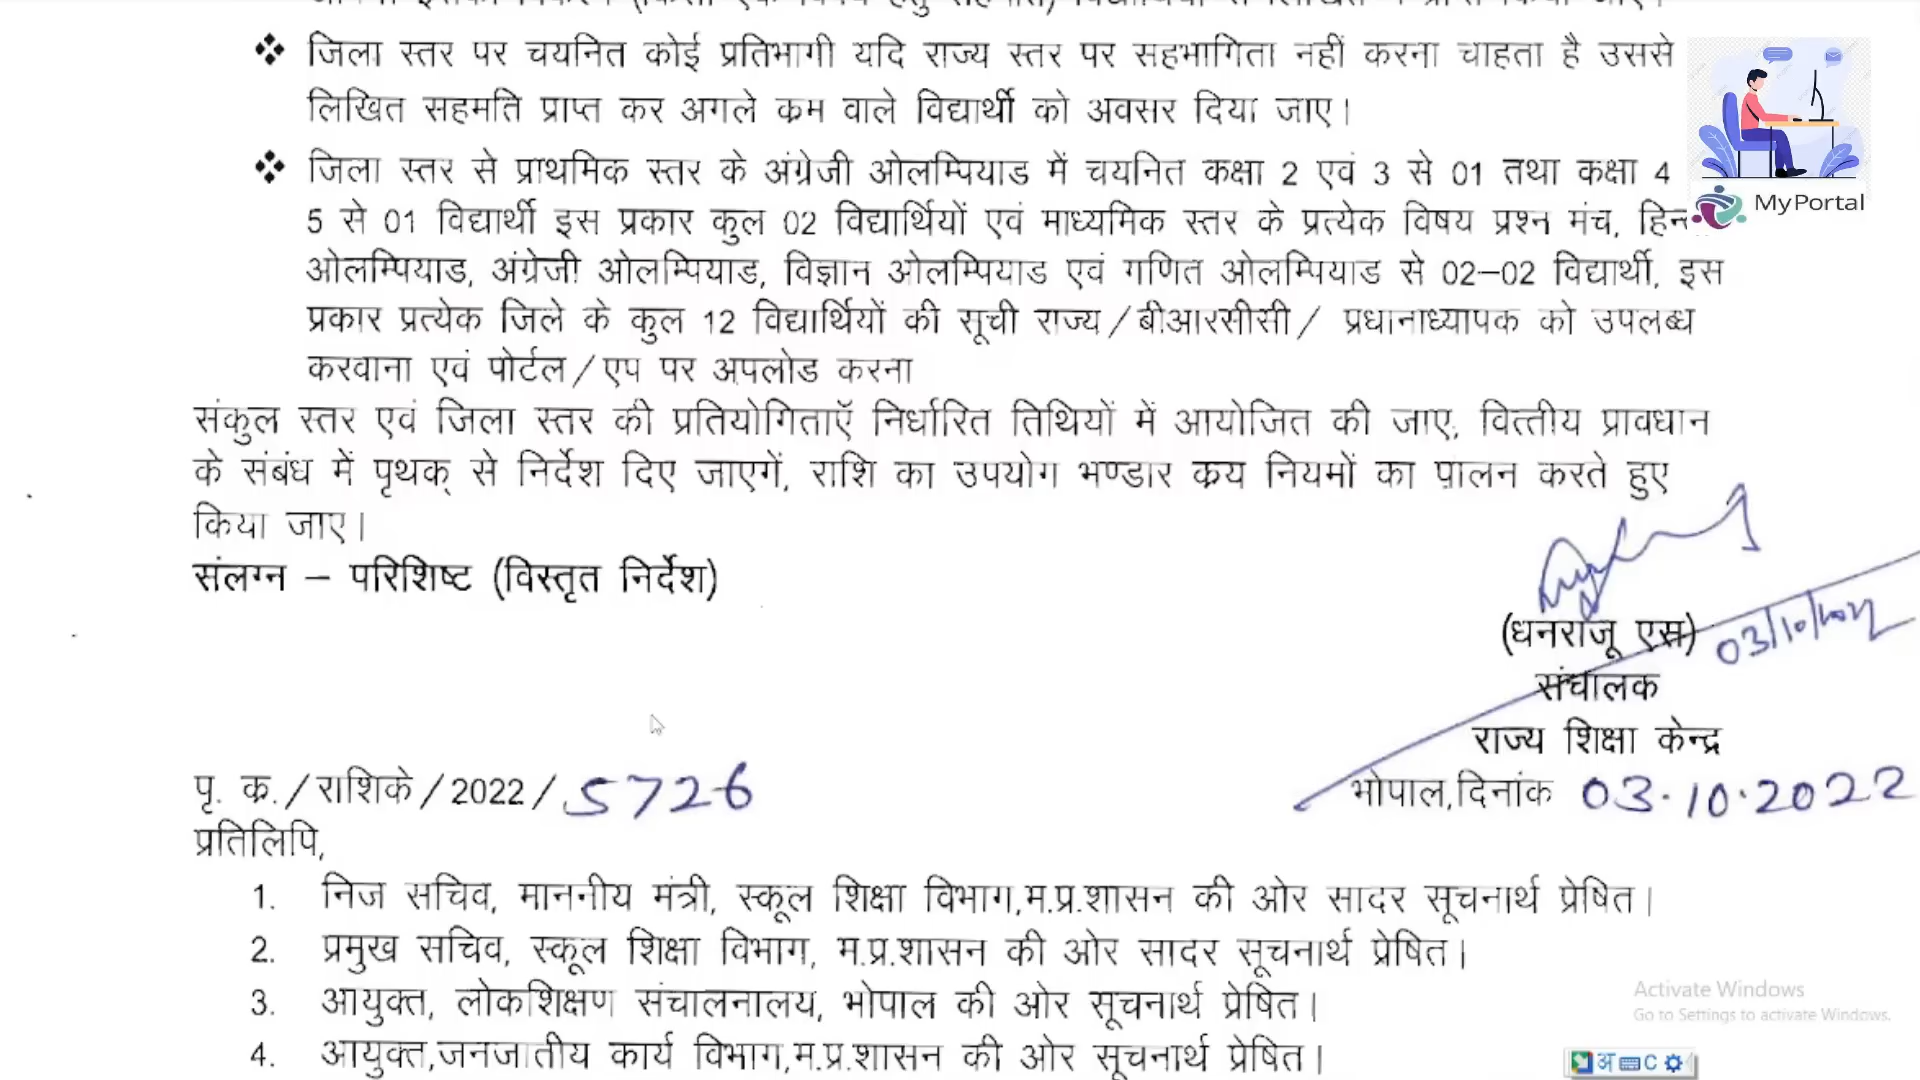 ❖ जिला स्तर पर चयनित कोई प्रतिभागी यदि राज्य स्तर पर सहभागिता नहीं करना चाहता है उससे
लिखित सहमति प्राप्त कर अगले क्रम वाले विद्यार्थी को अवसर दिया जाए।
❖ जिला स्तर से प्राथमिक स्तर के अंग्रेजी ओलम्पियाड में चयनित कक्षा 2 एवं 3 से 01 तथा कक्षा 4
5 से 01 विद्यार्थी इस प्रकार कुल 02 विद्यार्थियों एवं माध्यमिक स्तर के प्रत्येक विषय प्रश्न मंच, हिन्
ओलम्पियाड, अंग्रेजी ओलम्पियाड, विज्ञान ओलम्पियाड एवं गणित ओलम्पियाड से 02–02 विद्यार्थी, इस
प्रकार प्रत्येक जिले के कुल 12 विद्यार्थियों की सूची राज्य/बीआरसीसी/ प्रधानाध्यापक को उपलब्ध
करवाना एवं पोर्टल/एप पर अपलोड करना
संकुल स्तर एवं जिला स्तर की प्रतियोगिताऍ निर्धारित तिथियों में आयोजित की जाए, वित्तीय प्रावधान
के संबंध में पृथक् से निर्देश दिए जाएगें, राशि का उपयोग भण्डार क्रय नियमों का पालन करते हुए
किया जाए।
संलग्न – परिशिष्ट (विस्तृत निर्देश)
(धनराजू एस) 03/10/2022
संचालक
राज्य शिक्षा केन्द्र
पृ. क्र./राशिके/2022/ 5726 भोपाल,दिनांक 03.10.2022
प्रतिलिपि,
1. निज सचिव, माननीय मंत्री, स्कूल शिक्षा विभाग,म.प्र.शासन की ओर सादर सूचनार्थ प्रेषित।
2. प्रमुख सचिव, स्कूल शिक्षा विभाग, म.प्र.शासन की ओर सादर सूचनार्थ प्रेषित।
3. आयुक्त, लोकशिक्षण संचालनालय, भोपाल की ओर सूचनार्थ प्रेषित।
4. आयुक्त,जनजातीय कार्य विभाग,म.प्र.शासन की ओर सूचनार्थ प्रेषित।
MyPortal
Activate Windows
Go to Settings to activate Windows.
अ C